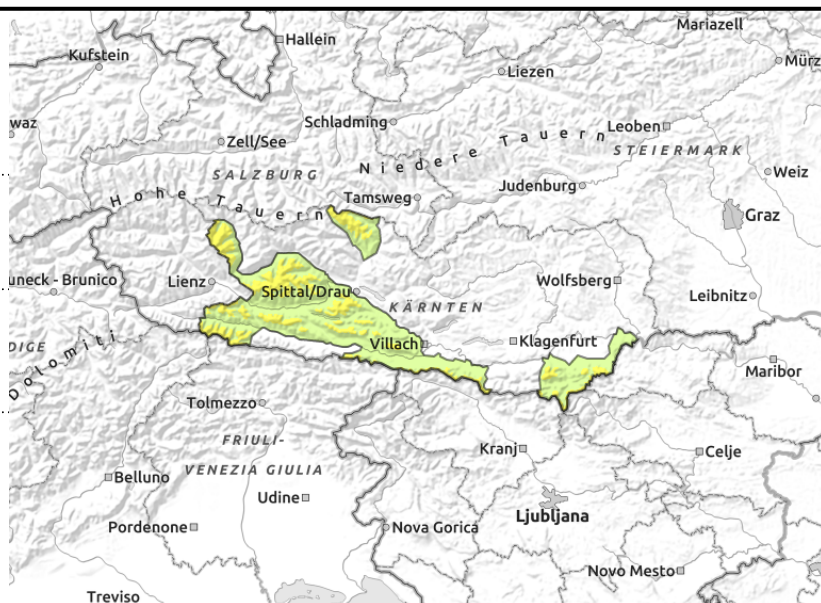 Mariazell
Hallein
Kufstein
Mürz
Liezen
waz
Schladming
Leoben
Zell/See
Niedere Tauern
STEIERMARK
SALZBURG
Weiz
Hohe Tauern
Tamsweg
Judenburg
Graz
uneck - Brunico
Lienz
Wolfsberg
Spittal/Drau
KÄRNTEN
Leibnitz
Villach
Klagenfurt
DIGE
Dolomiti
Maribor
Tolmezzo
FRIULI-
VENEZIA GIULIA
Kranj
Celje
Belluno
Udine
Ljubljana
Pordenone
Nova Gorica
Novo Mesto
Treviso